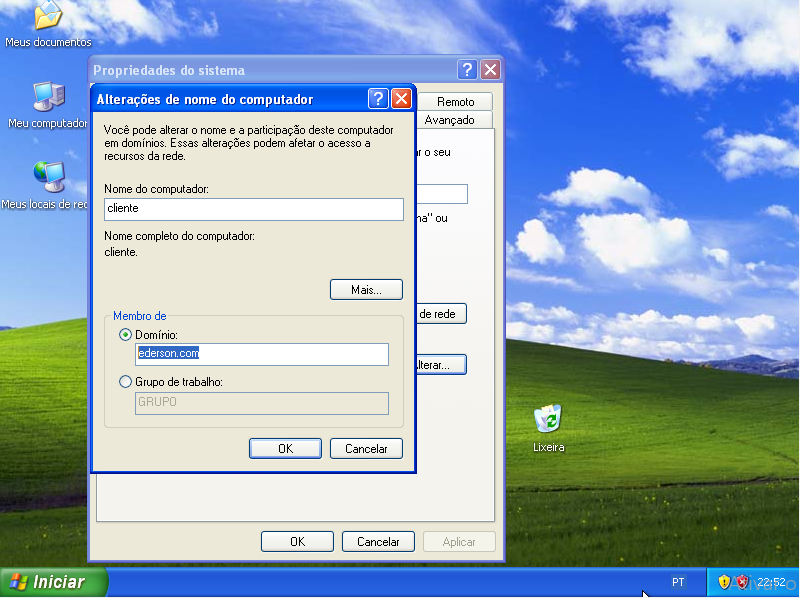 Meus documentos
Meu computador
Meus locais de rec
Propriedades do sistema
Remoto
Avançado
ar o seu
na" ou
de rede
lterar...
Alterações de nome do computador
Você pode alterar o nome e a participação deste computador
em domínios. Essas alterações podem afetar o acesso a
recursos da rede.
Nome do computador:
cliente
Nome completo do computador:
cliente.
Mais...
Membro de
Domínio:
ederson.com
Grupo de trabalho:
GRUPO
OK
Cancelar
OK
Cancelar
Aplicar
Lixeira
Iniciar
PT
22:52